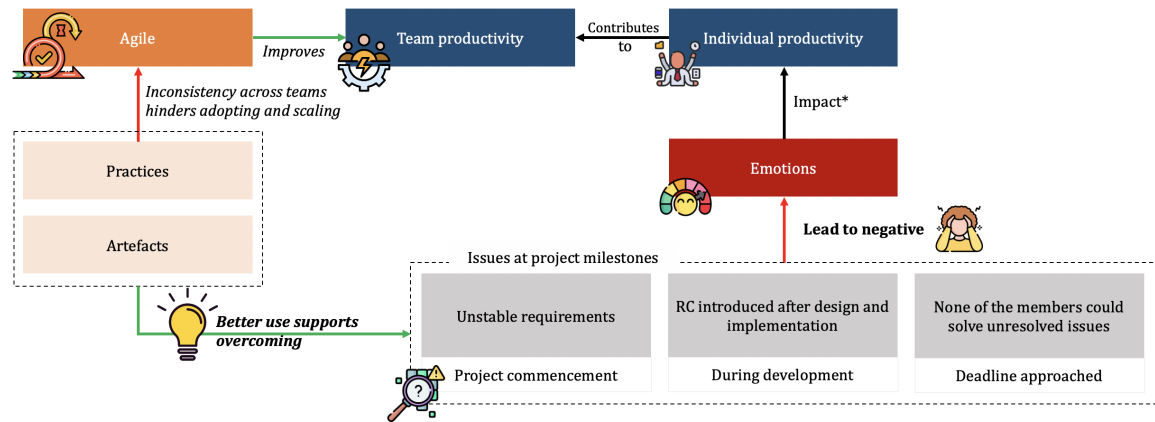 Agile
Improves
Team productivity
Contributes
to
Individual productivity
Inconsistency across teams
hinders adopting and scaling
Impact*
Practices
Artefacts
Emotions
Lead to negative
Issues at project milestones
Better use supports
overcoming
Unstable requirements
RC introduced after design and
implementation
None of the members could
solve unresolved issues
?
Project commencement
During development
Deadline approached